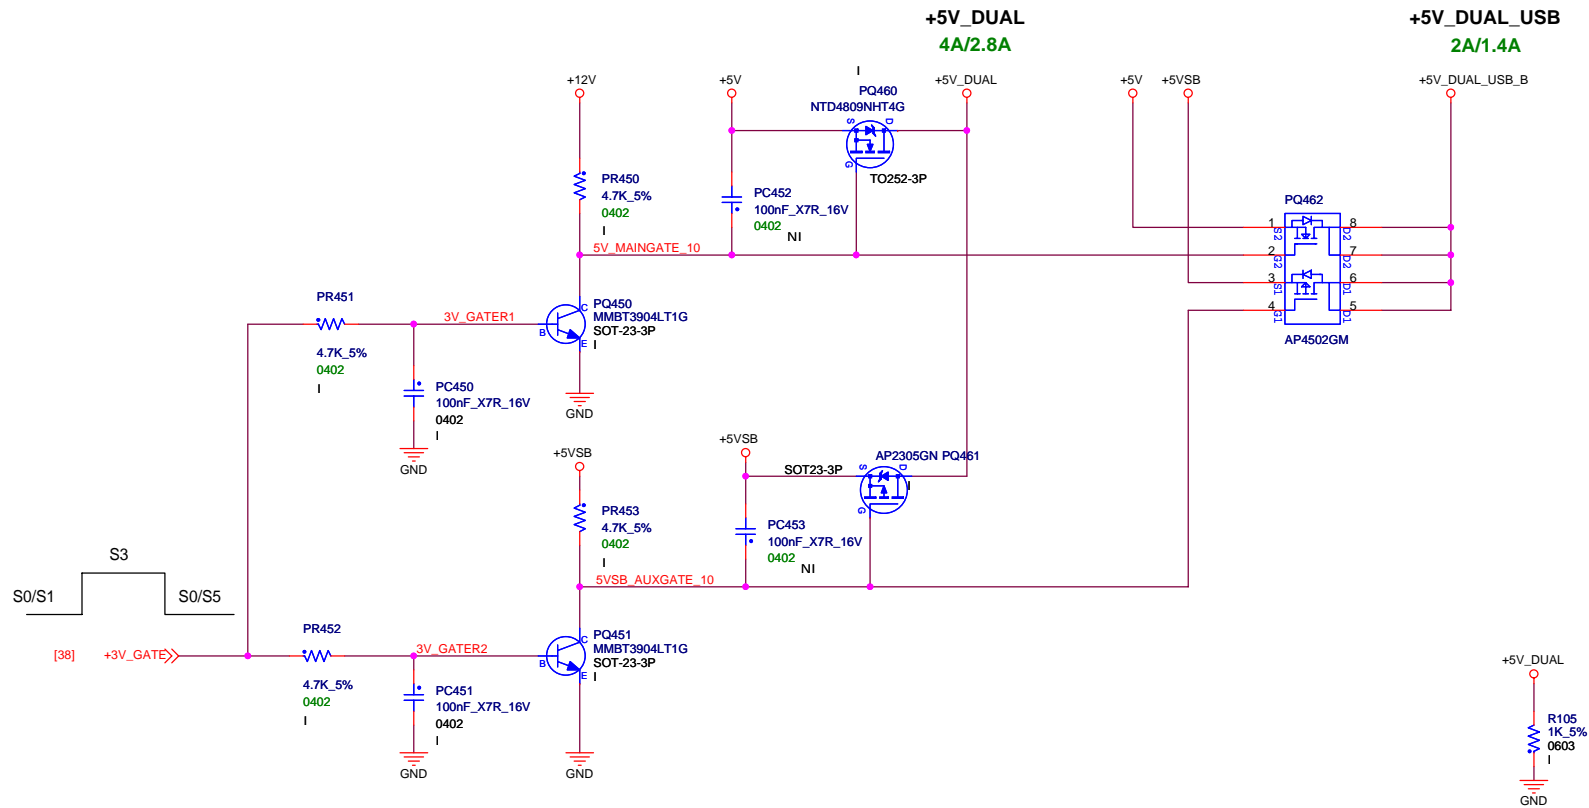 +5V_DUAL
4A/2.8A
+5V_DUAL_USB
2A/1.4A
+12V
+5V
I
PQ460
NTD4809NHT4G
+5V_DUAL
+5V
+5VSB
+5V_DUAL_USB_B
S
D
G
TO252-3P
PR450
4.7K_5%
0402
I
PC452
100nF_X7R_16V
0402
NI
5V_MAINGATE_10
PQ462
1
2
3
4
S2
G2
S1
G1
8
7
6
5
D2
D2
D1
D1
AP4502GM
PR451
4.7K_5%
0402
I
3V_GATER1
B
C
E
PQ450
MMBT3904LT1G
SOT-23-3P
I
PC450
100nF_X7R_16V
0402
I
GND
GND
+5VSB
+5VSB
SOT23-3P
AP2305GN PQ461
S
D
I
G
PR453
4.7K_5%
0402
I
PC453
100nF_X7R_16V
0402
NI
5VSB_AUXGATE_10
S3
S0/S1
S0/S5
[38]
+3V_GATE
PR452
4.7K_5%
0402
I
3V_GATER2
B
C
E
PQ451
MMBT3904LT1G
SOT-23-3P
I
PC451
100nF_X7R_16V
0402
I
GND
GND
+5V_DUAL
R105
1K_5%
0603
I
GND